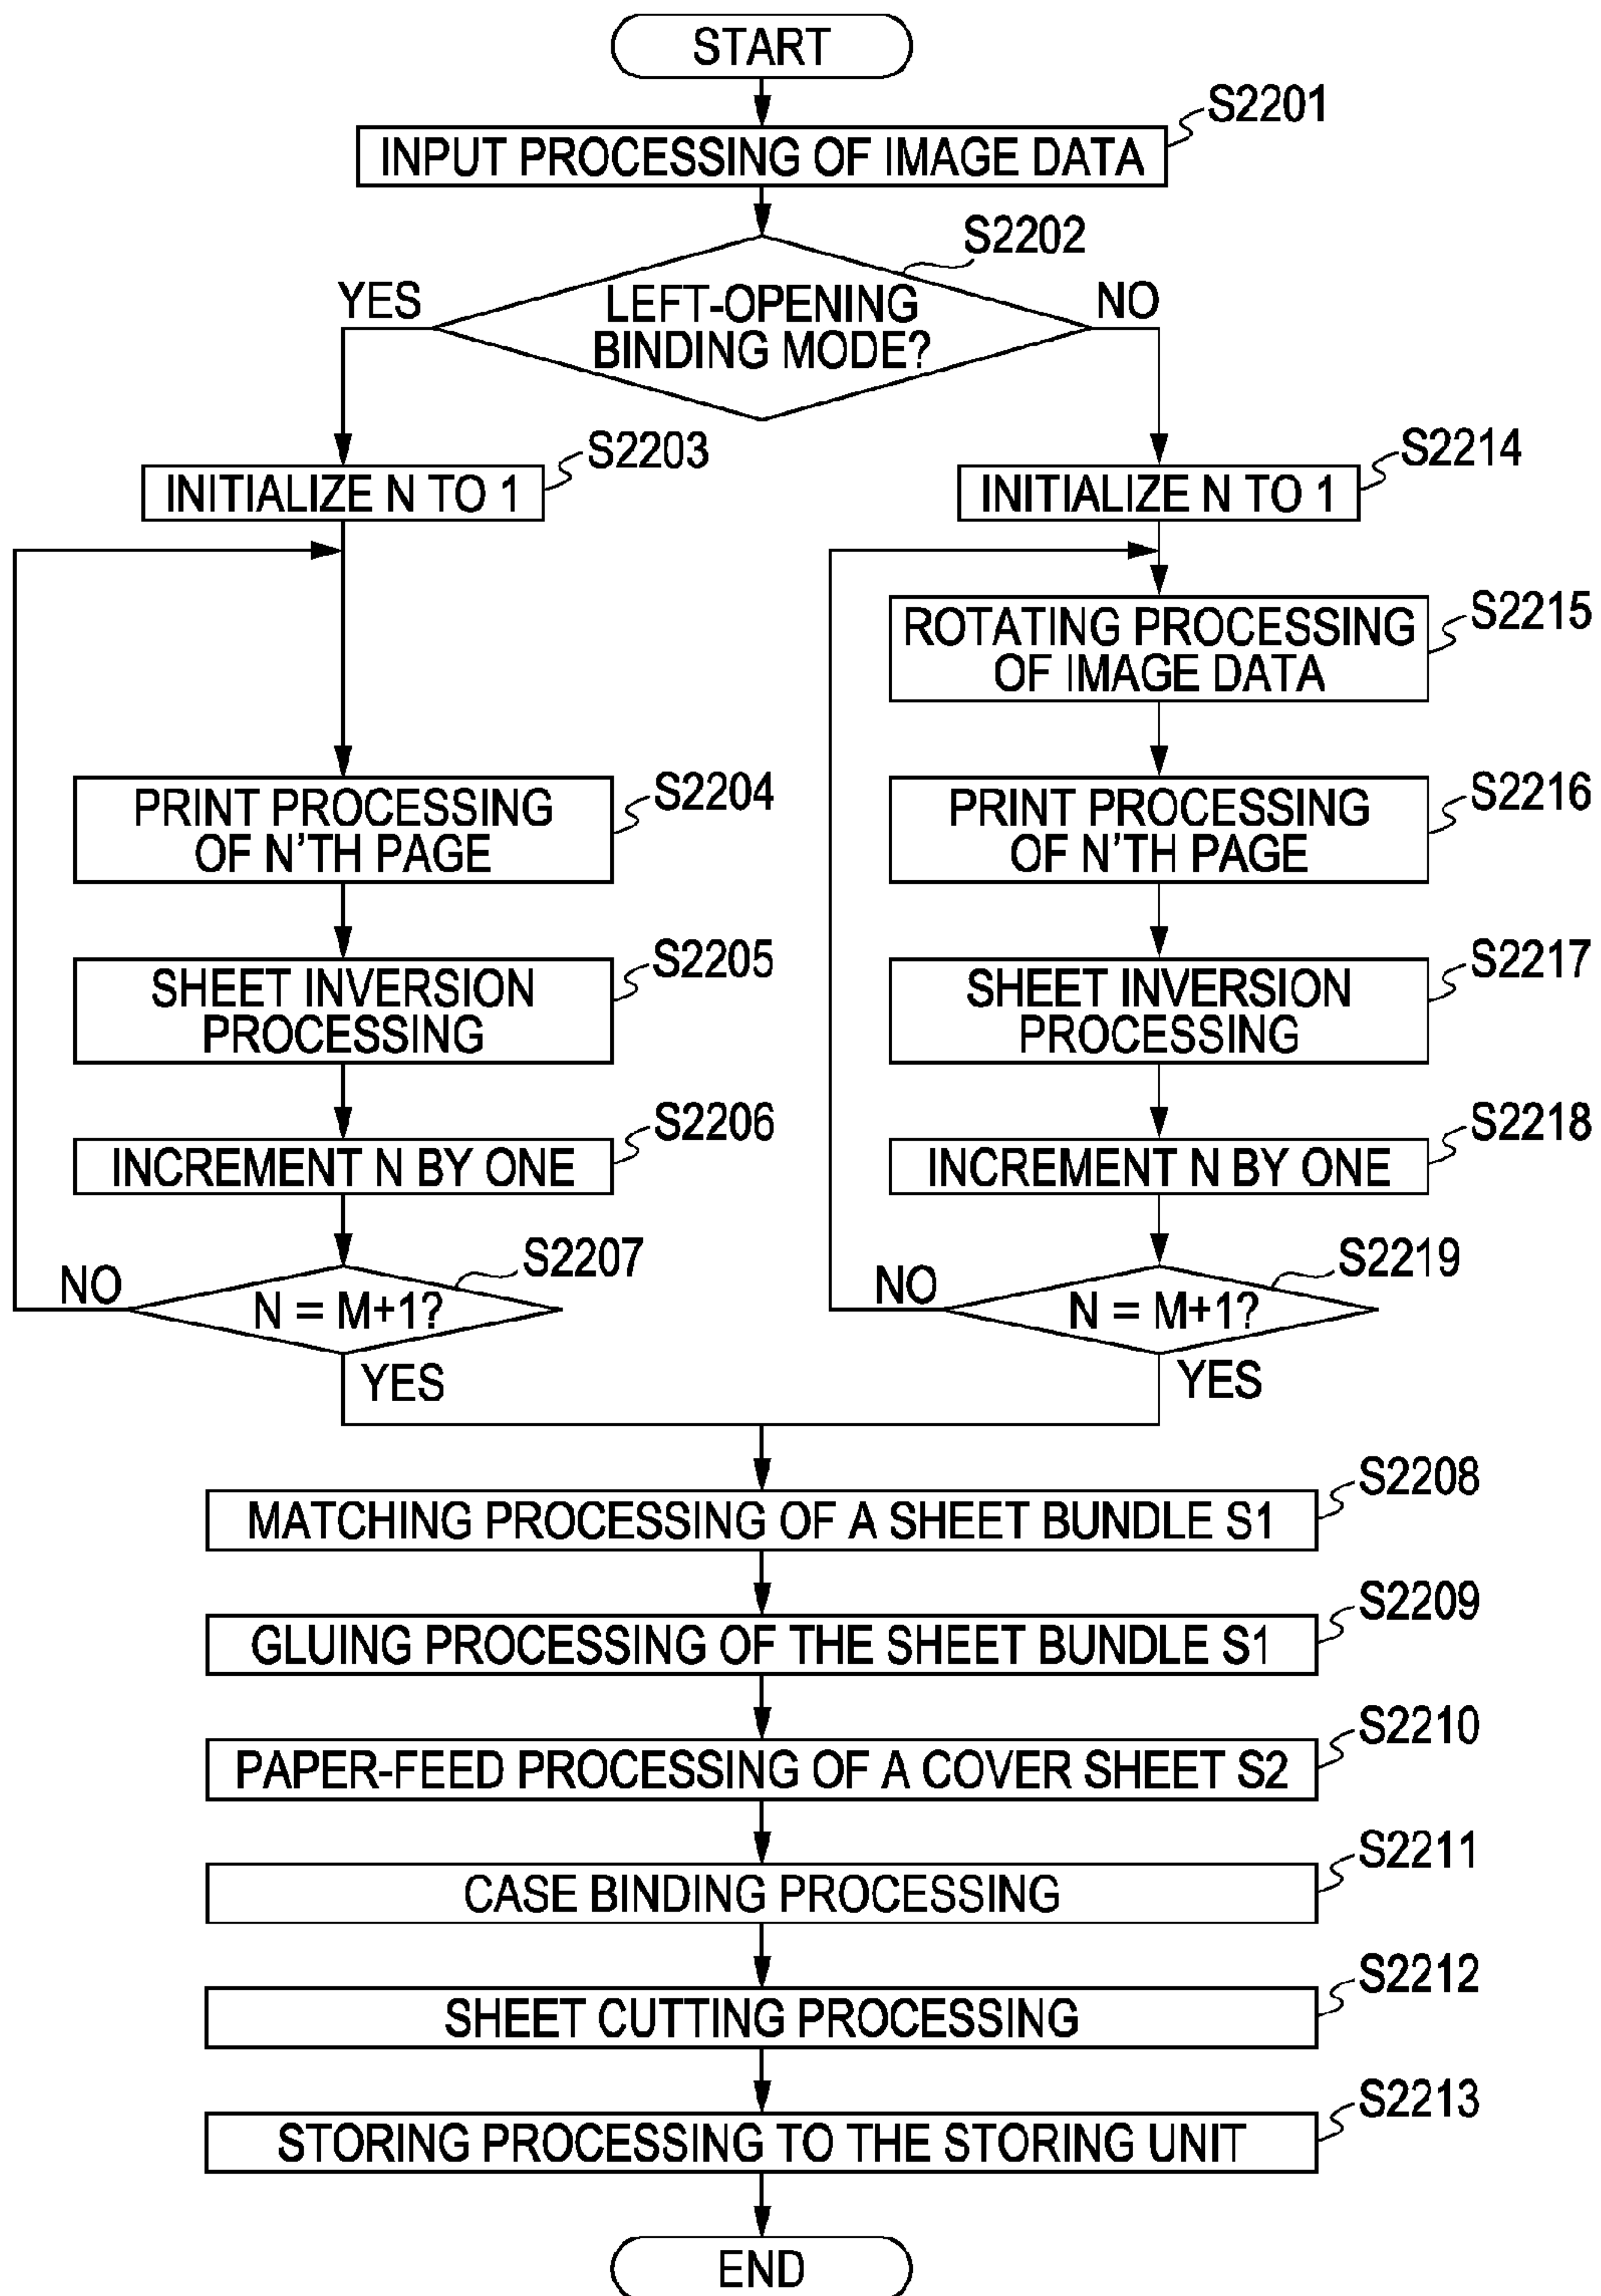 START
S2201
INPUT PROCESSING OF IMAGE DATA
S2202
YES
LEFT-OPENING
BINDING MODE?
NO
S2203
INITIALIZE N TO 1
S2214
INITIALIZE N TO 1
S2215
ROTATING PROCESSING
OF IMAGE DATA
S2204
PRINT PROCESSING
OF N'TH PAGE
S2216
PRINT PROCESSING
OF N'TH PAGE
S2205
SHEET INVERSION
PROCESSING
S2217
SHEET INVERSION
PROCESSING
S2206
INCREMENT N BY ONE
S2218
INCREMENT N BY ONE
S2207
NO
N = M+1?
YES
S2219
NO
N = M+1?
YES
S2208
MATCHING PROCESSING OF A SHEET BUNDLE S1
S2209
GLUING PROCESSING OF THE SHEET BUNDLE S1
S2210
PAPER-FEED PROCESSING OF A COVER SHEET S2
S2211
CASE BINDING PROCESSING
S2212
SHEET CUTTING PROCESSING
S2213
STORING PROCESSING TO THE STORING UNIT
END